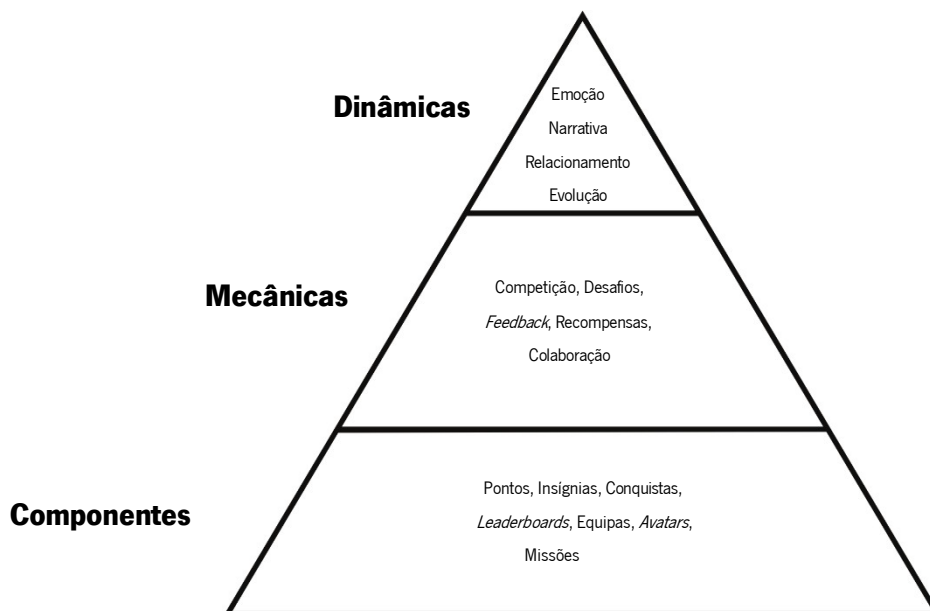 Dinâmicas
Emoção
Narrativa
Relacionamento
Evolução
Mecânicas
Competição, Desafios,
Feedback, Recompensas,
Colaboração
Componentes
Pontos, Insígnias, Conquistas,
Leaderboards, Equipas, Avatars,
Missões